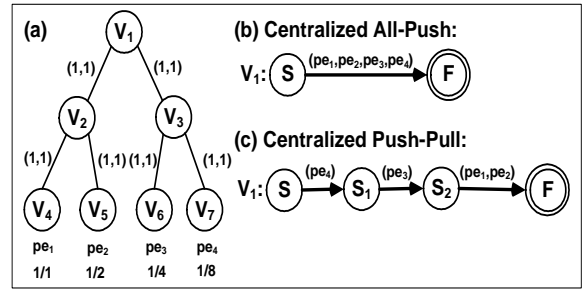 (a)
V1
(1,1) (1,1)
V2 V3
(1,1) (1,1) (1,1) (1,1)
V4 V5 V6 V7
pe1 pe2 pe3 pe4
1/1 1/2 1/4 1/8
(b) Centralized All-Push:
V1: S (pe1,pe2,pe3,pe4) F
(c) Centralized Push-Pull:
V1: S (pe4) S1 (pe3) S2 (pe1,pe2) F